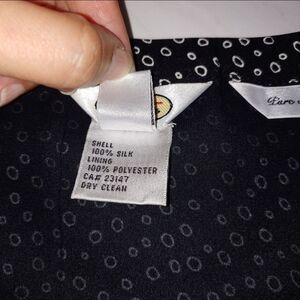 SHELL
100% SILK
LINING
100% POLYESTER
CA# 23147
DRY CLEAN
Pure